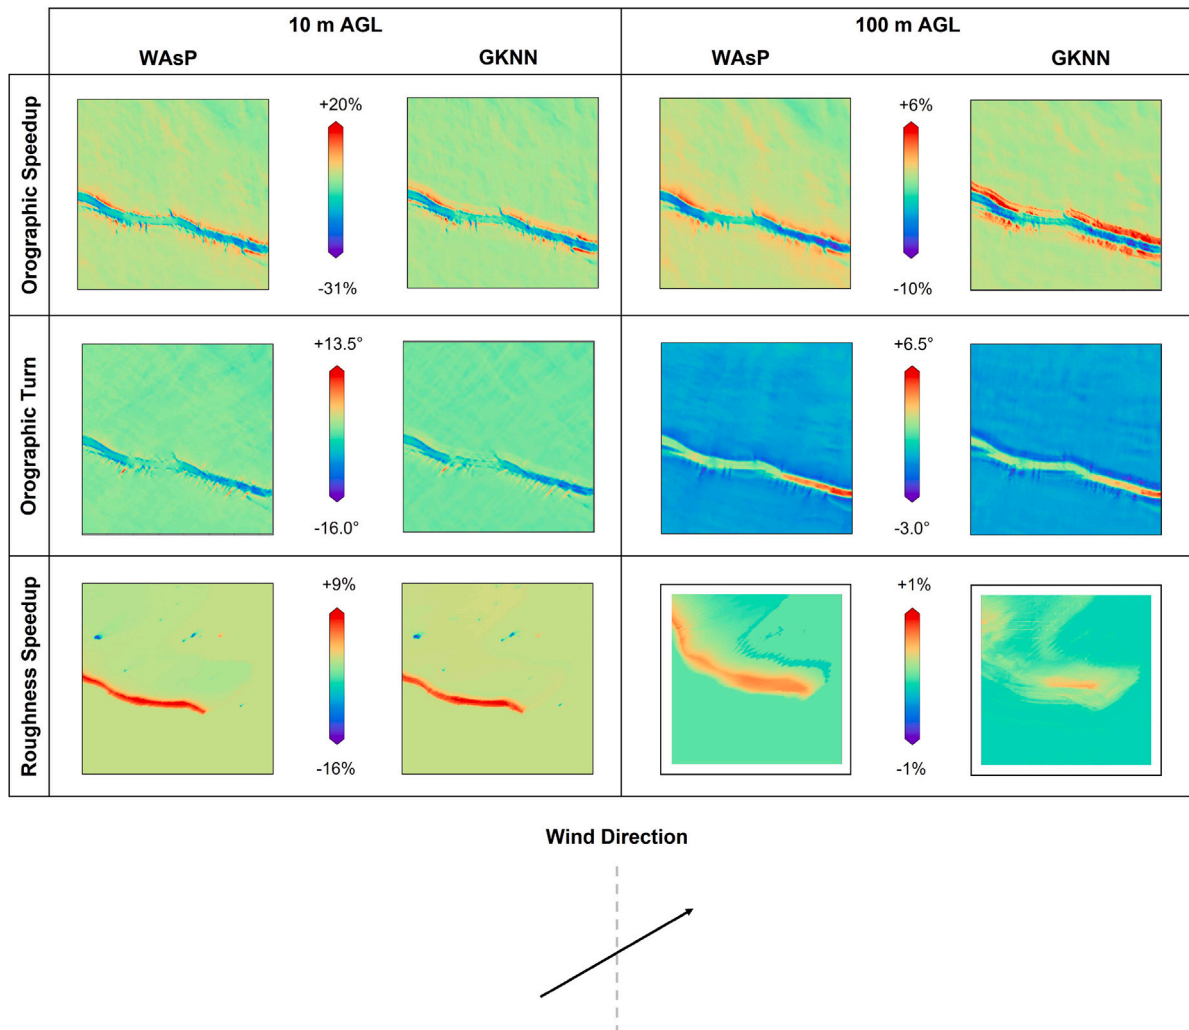 10 m AGL
100 m AGL
WAsP
GKNN
WAsP
GKNN
Orographic Speedup
+20%
-31%
+6%
-10%
Orographic Turn
+13.5°
-16.0°
+6.5°
-3.0°
Roughness Speedup
+9%
-16%
+1%
-1%
Wind Direction